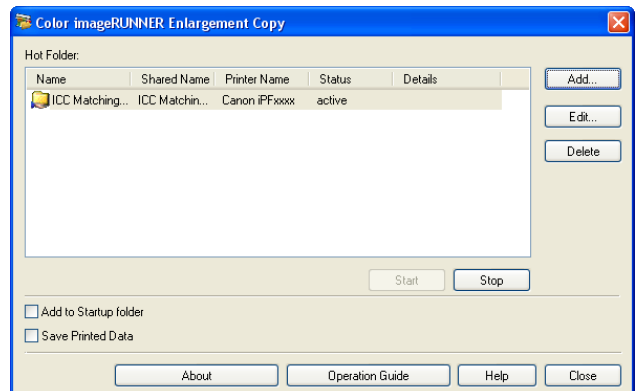 Color imageRUNNER Enlargement Copy
Hot Folder:
Name Shared Name Printer Name Status Details
ICC Matching... ICC Matchin... Canon iPFxxxx active
Add...
Edit...
Delete
Start Stop
Add to Startup folder
Save Printed Data
About Operation Guide Help Close